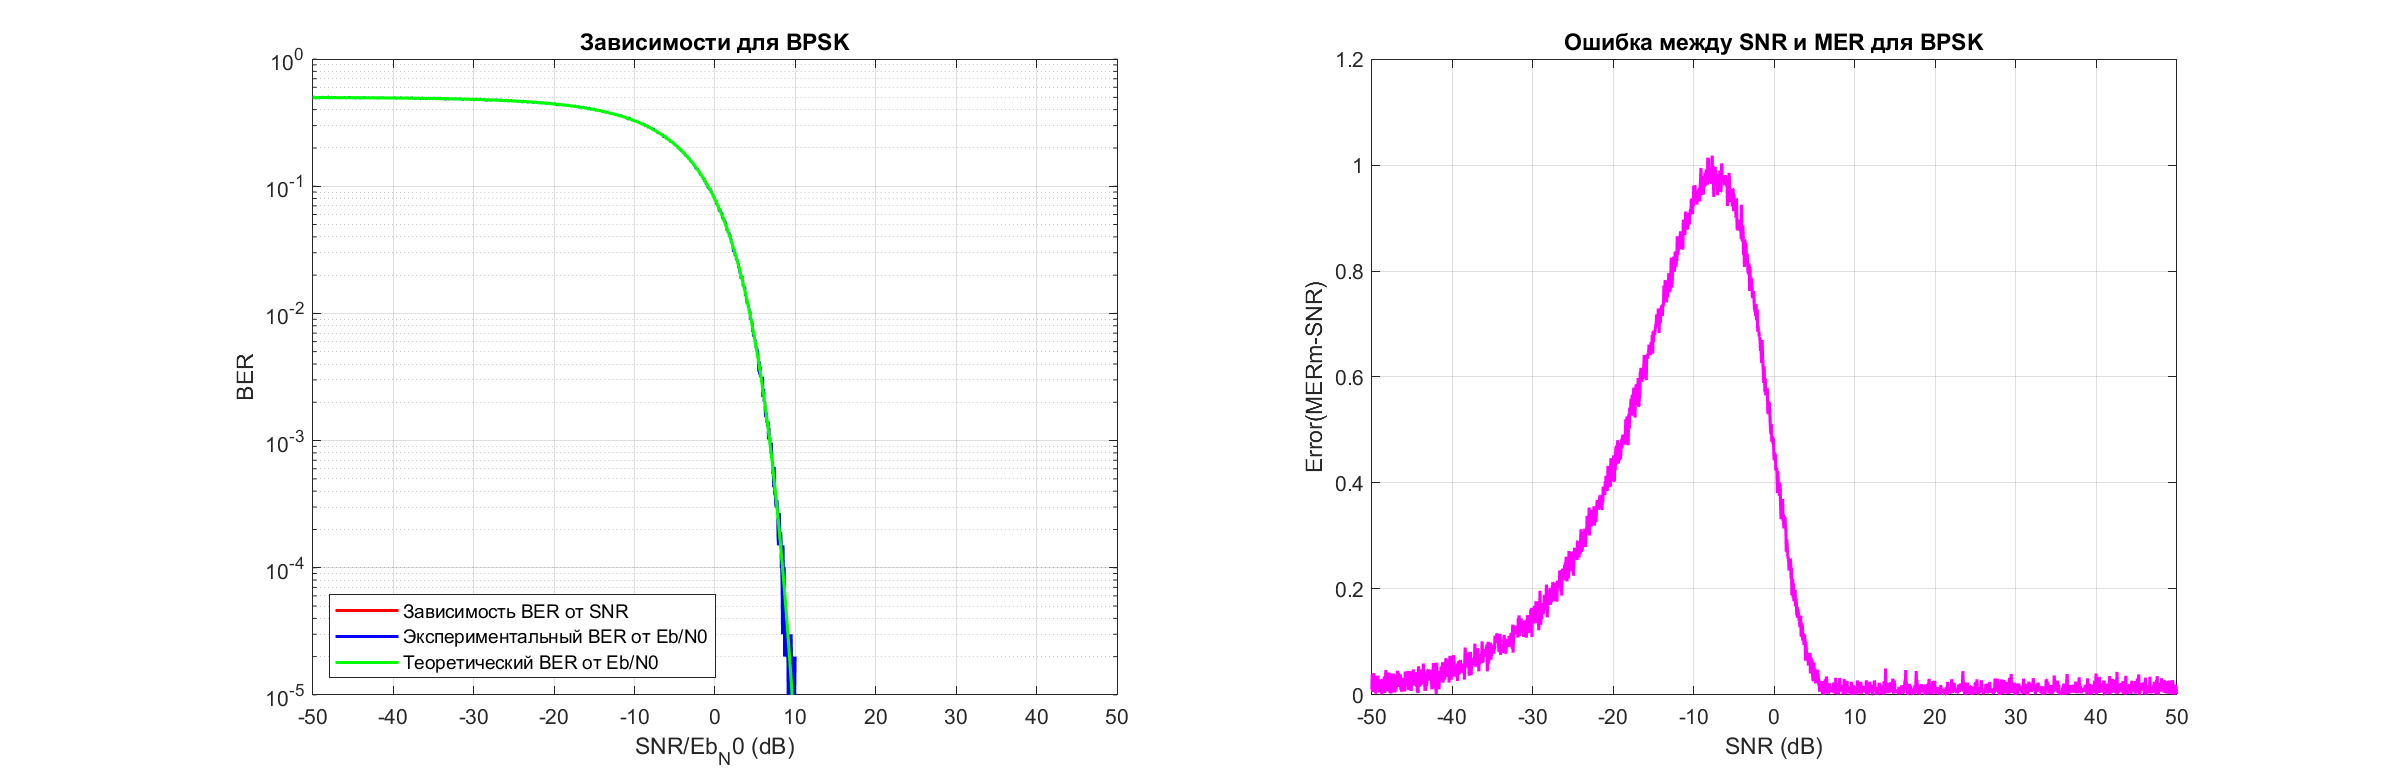 Зависимости для BPSK
10^0
10^-1
10^-2
10^-3
10^-4
10^-5
BER
Зависимость BER от SNR
Экспериментальный BER от Eb/N0
Теоретический BER от Eb/N0
-50 -40 -30 -20 -10 0 10 20 30 40 50
SNR/Eb_N0 (dB)
Ошибка между SNR и MER для BPSK
1.2
1
0.8
0.6
0.4
0.2
0
Error(MERm-SNR)
-50 -40 -30 -20 -10 0 10 20 30 40 50
SNR (dB)